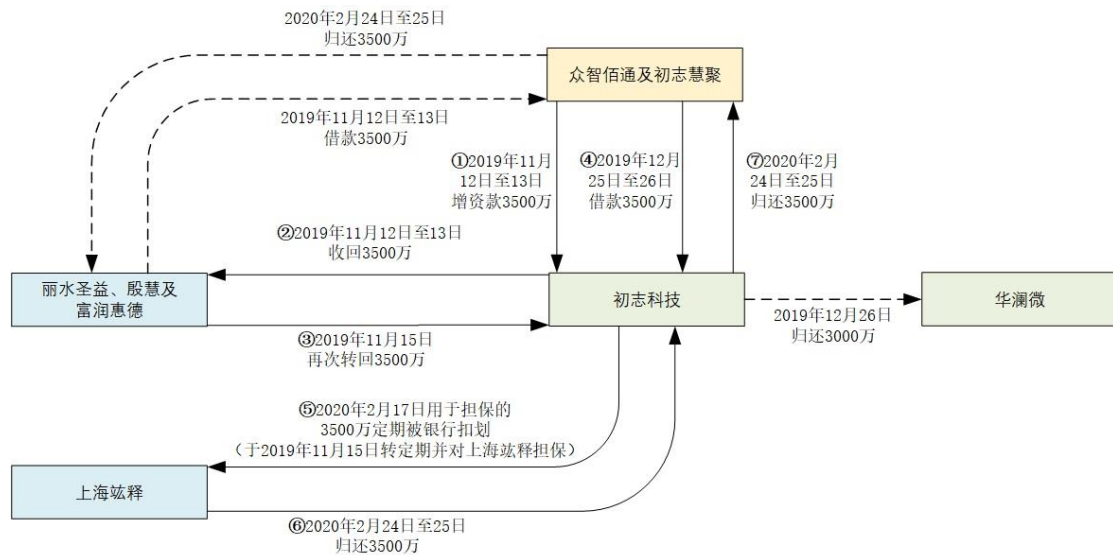 2020年2月24日至25日
归还3500万
众智佰通及初志慧聚
2019年11月12日至13日
借款3500万
①2019年11月
12日至13日
增资款3500万
④2019年12月
25日至26日
借款3500万
⑦2020年2月
24日至25日
归还3500万
②2019年11月12日至13日
收回3500万
丽水圣益、殷慧及
富润惠德
初志科技
华澜微
2019年12月26日
归还3000万
③2019年11月15日
再次转回3500万
⑤2020年2月17日用于担保的
3500万定期被银行扣划
（于2019年11月15日转定期并对上海竑释担保）
上海竑释
⑥2020年2月24日至25日
归还3500万